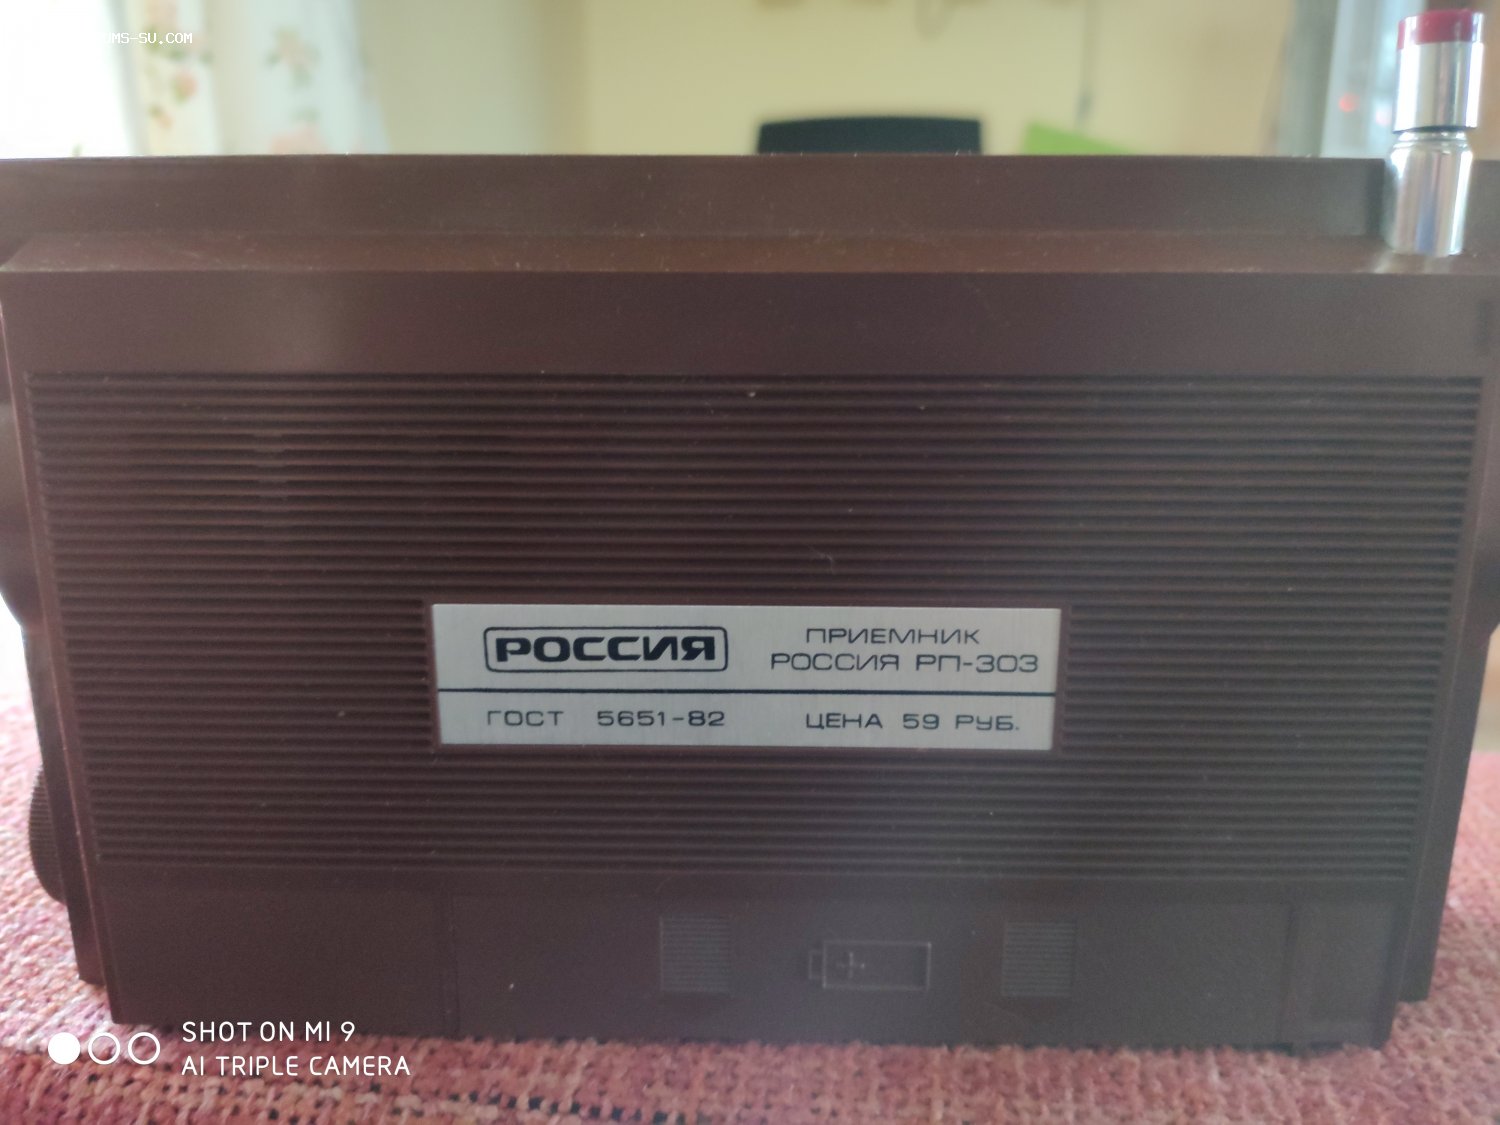 MS-SU.COM
РОССИЯ
ПРИЕМНИК
РОССИЯ РП-303
ГОСТ 5651-82
ЦЕНА 59 РУБ.
SHOT ON MI 9
AI TRIPLE CAMERA